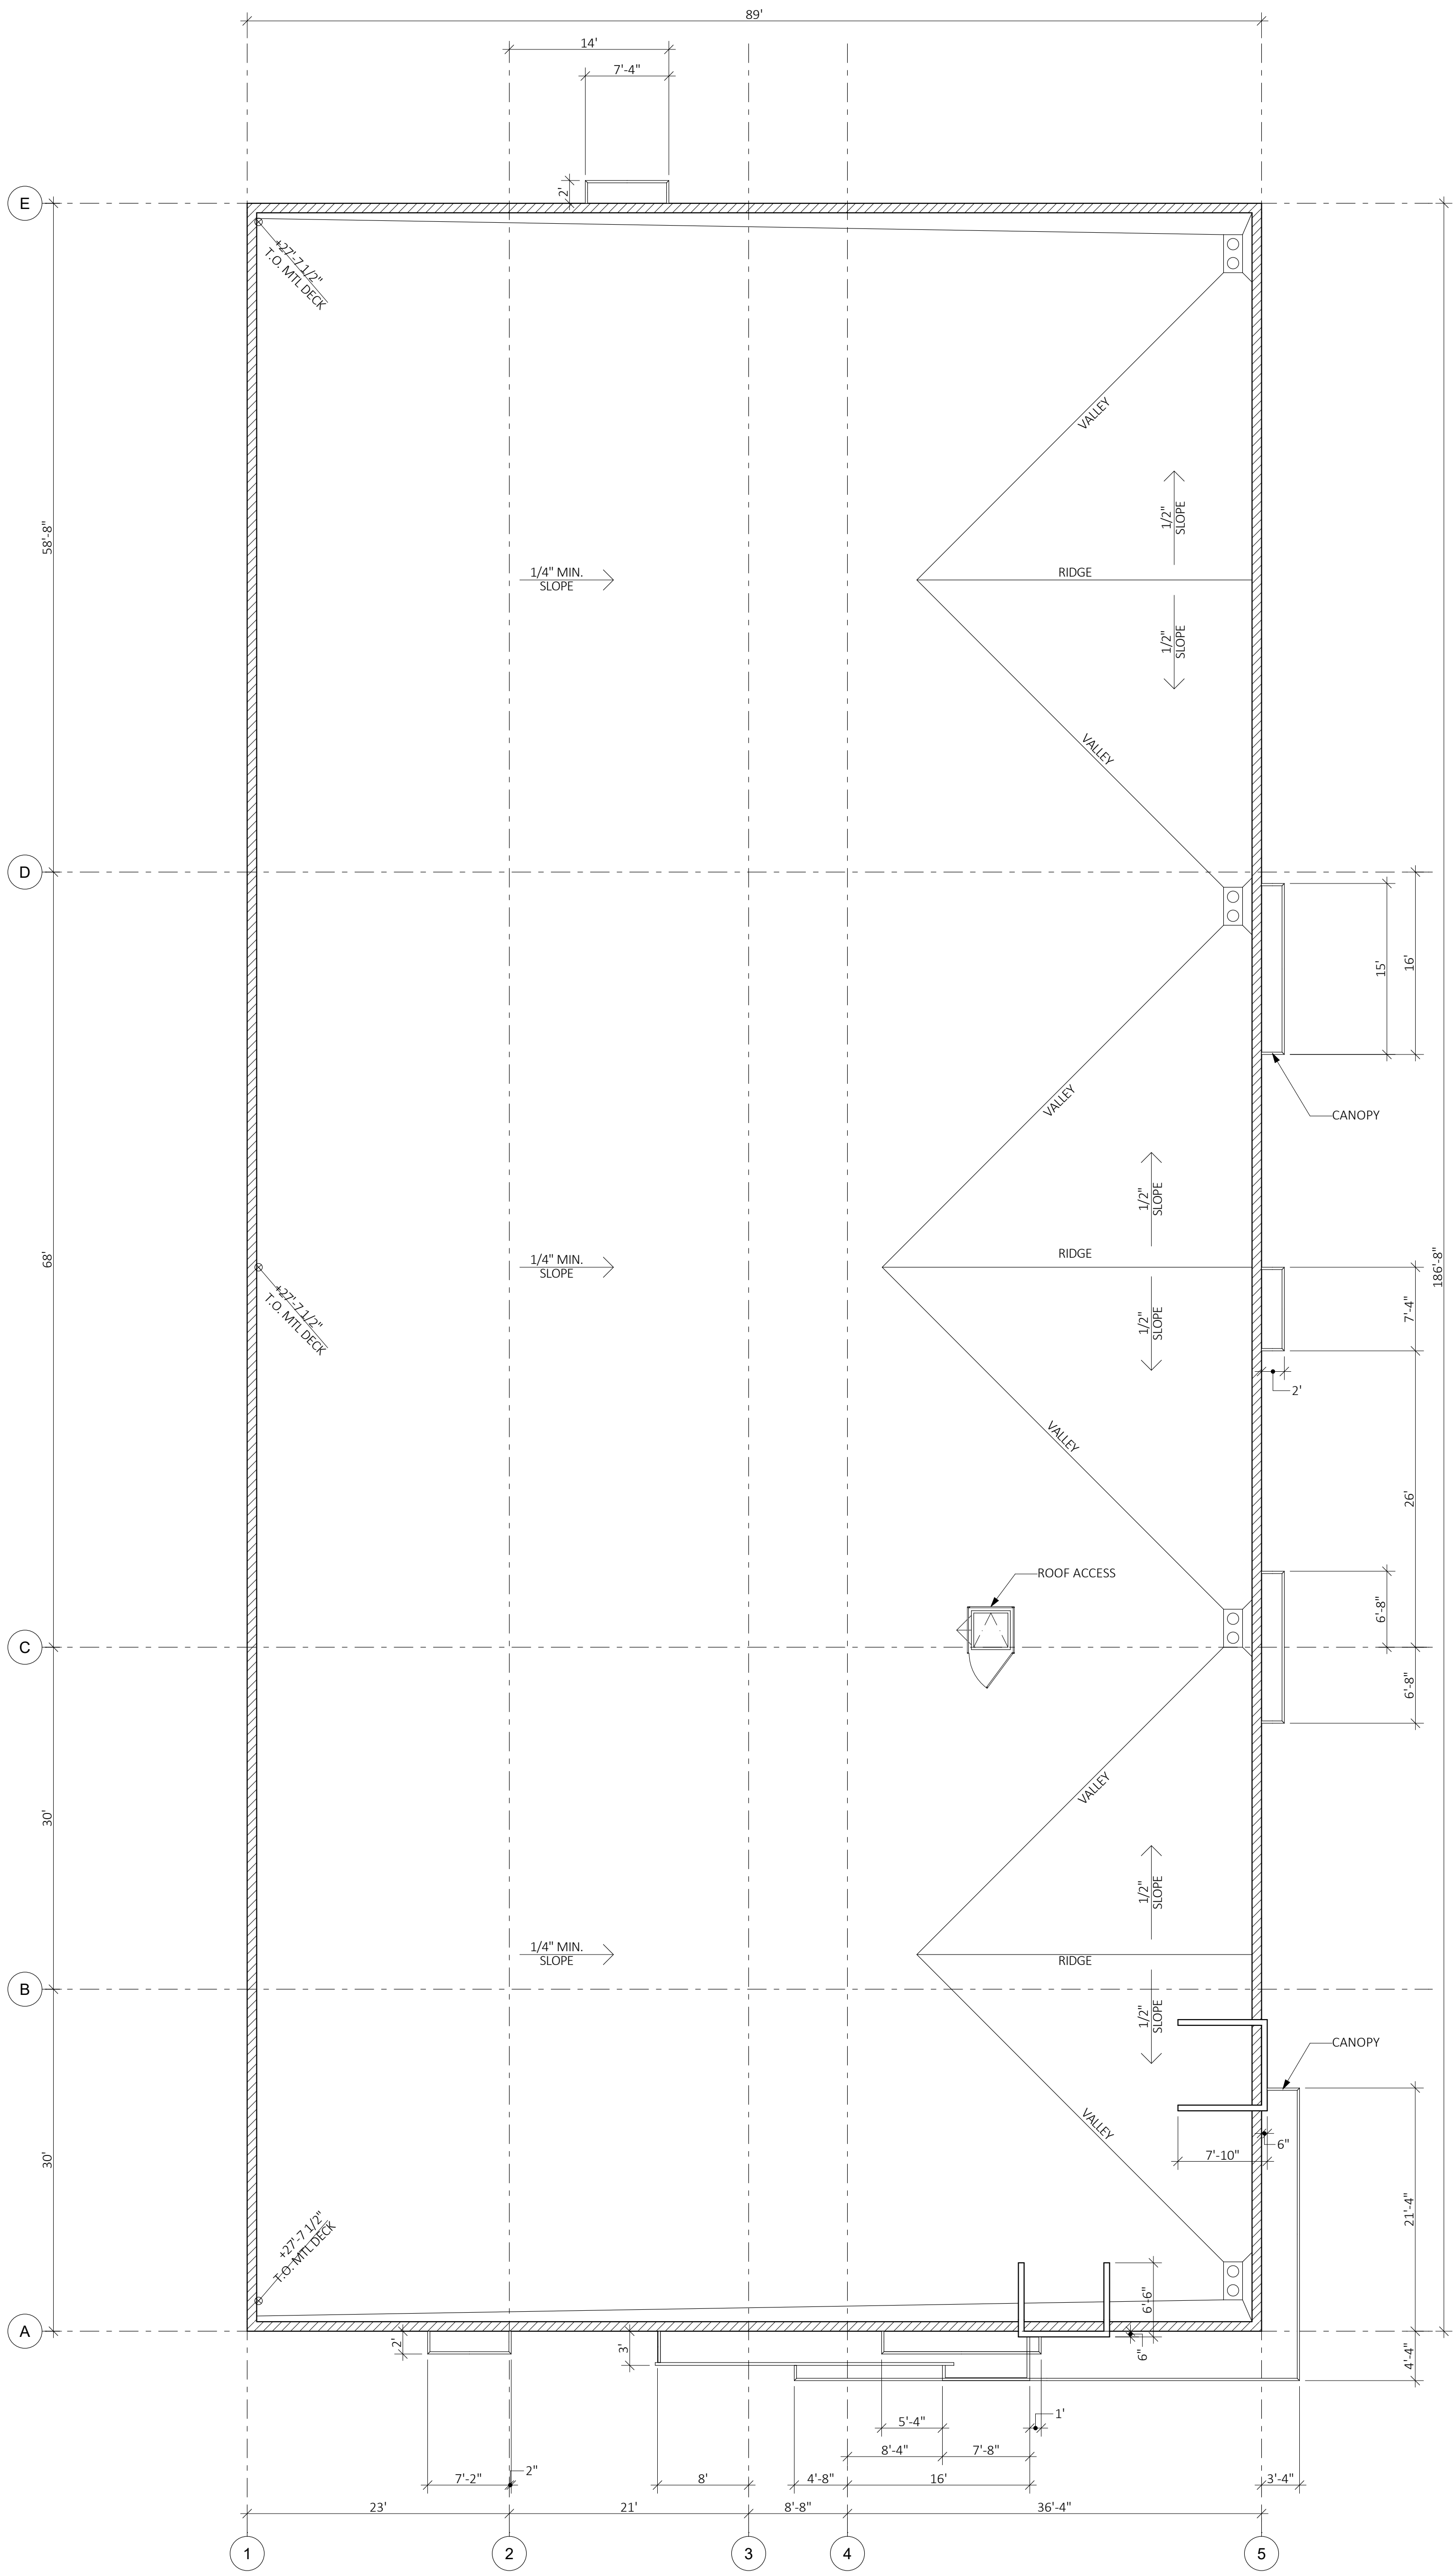 89'
14'
7'-4"
2'
E
+27'-7 1/2"
T.O. MTL DECK
VALLEY
58'-8"
1/2"
SLOPE
1/4" MIN.
SLOPE
RIDGE
1/2"
SLOPE
VALLEY
D
15'
16'
VALLEY
CANOPY
1/2"
SLOPE
68'
1/4" MIN.
SLOPE
RIDGE
186'-8"
+27'-7 1/2"
T.O. MTL DECK
1/2"
SLOPE
7'-4"
2'
VALLEY
26'
ROOF ACCESS
6'-8"
C
6'-8"
VALLEY
30'
1/2"
SLOPE
1/4" MIN.
SLOPE
RIDGE
B
1/2"
SLOPE
CANOPY
VALLEY
6"
7'-10"
30'
21'-4"
+27'-7 1/2"
T.O. MTL DECK
6'-6"
A
2'
3'
6"
4'-4"
1'
5'-4"
8'-4"
7'-8"
2"
7'-2"
8'
4'-8"
16'
3'-4"
23'
21'
8'-8"
36'-4"
1
2
3
4
5